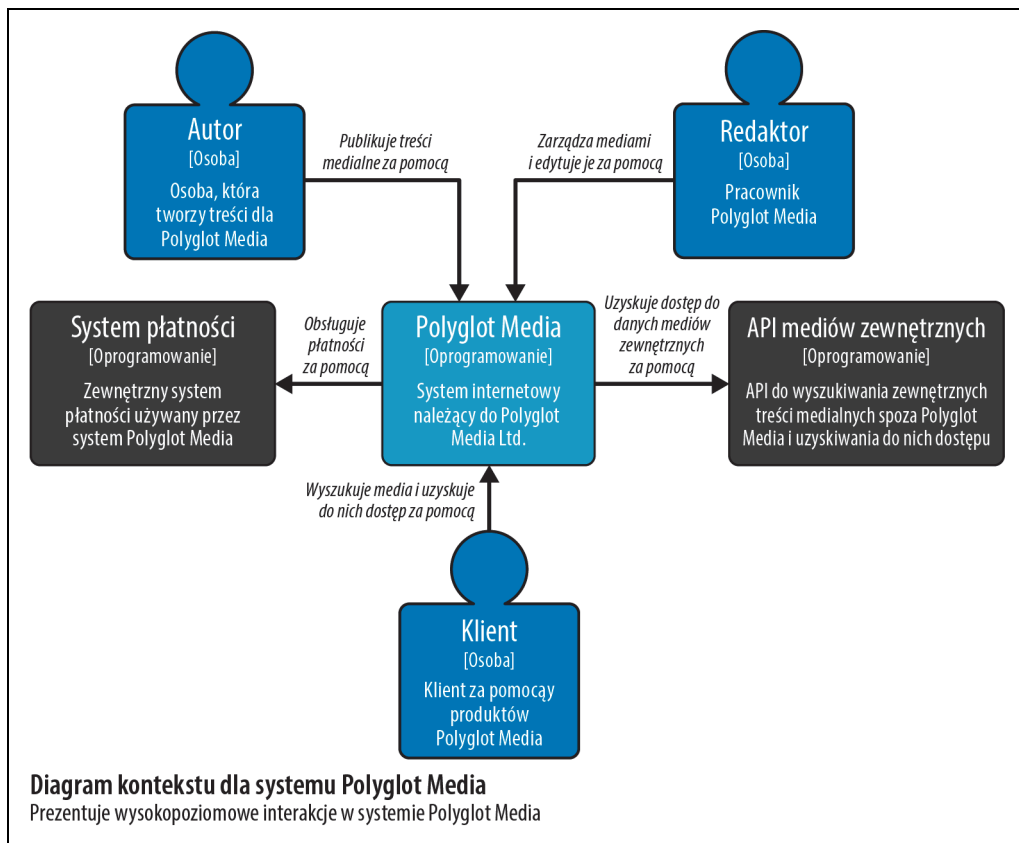 Autor
[Osoba]
Osoba, która
tworzy treści dla
Polyglot Media
Publikuje treści
medialne za pomocą
Zarządza mediami
i edytuje je za pomocą
Redaktor
[Osoba]
Pracownik
Polyglot Media
System płatności
[Oprogramowanie]
Zewnętrzny system
płatności używany przez
system Polyglot Media
Obsługuje
płatności
za pomocą
Polyglot Media
[Oprogramowanie]
System internetowy
należący do Polyglot
Media Ltd.
Uzyskuje dostęp do
danych mediów
zewnętrznych
za pomocą
API mediów zewnętrznych
[Oprogramowanie]
API do wyszukiwania zewnętrznych
treści medialnych spoza Polyglot
Media i uzyskiwania do nich dostępu
Wyszukuje media i uzyskuje
do nich dostęp za pomocą
Klient
[Osoba]
Klient za pomocąy
produktów
Polyglot Media
Diagram kontekstu dla systemu Polyglot Media
Prezentuje wysokopoziomowe interakcje w systemie Polyglot Media